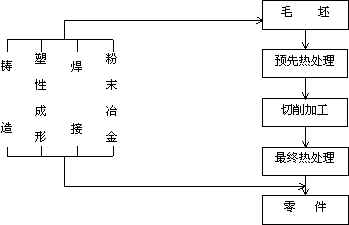 毛 坯
预先热处理
切削加工
最终热处理
零 件
铸造
塑性成形
焊接
粉末冶金